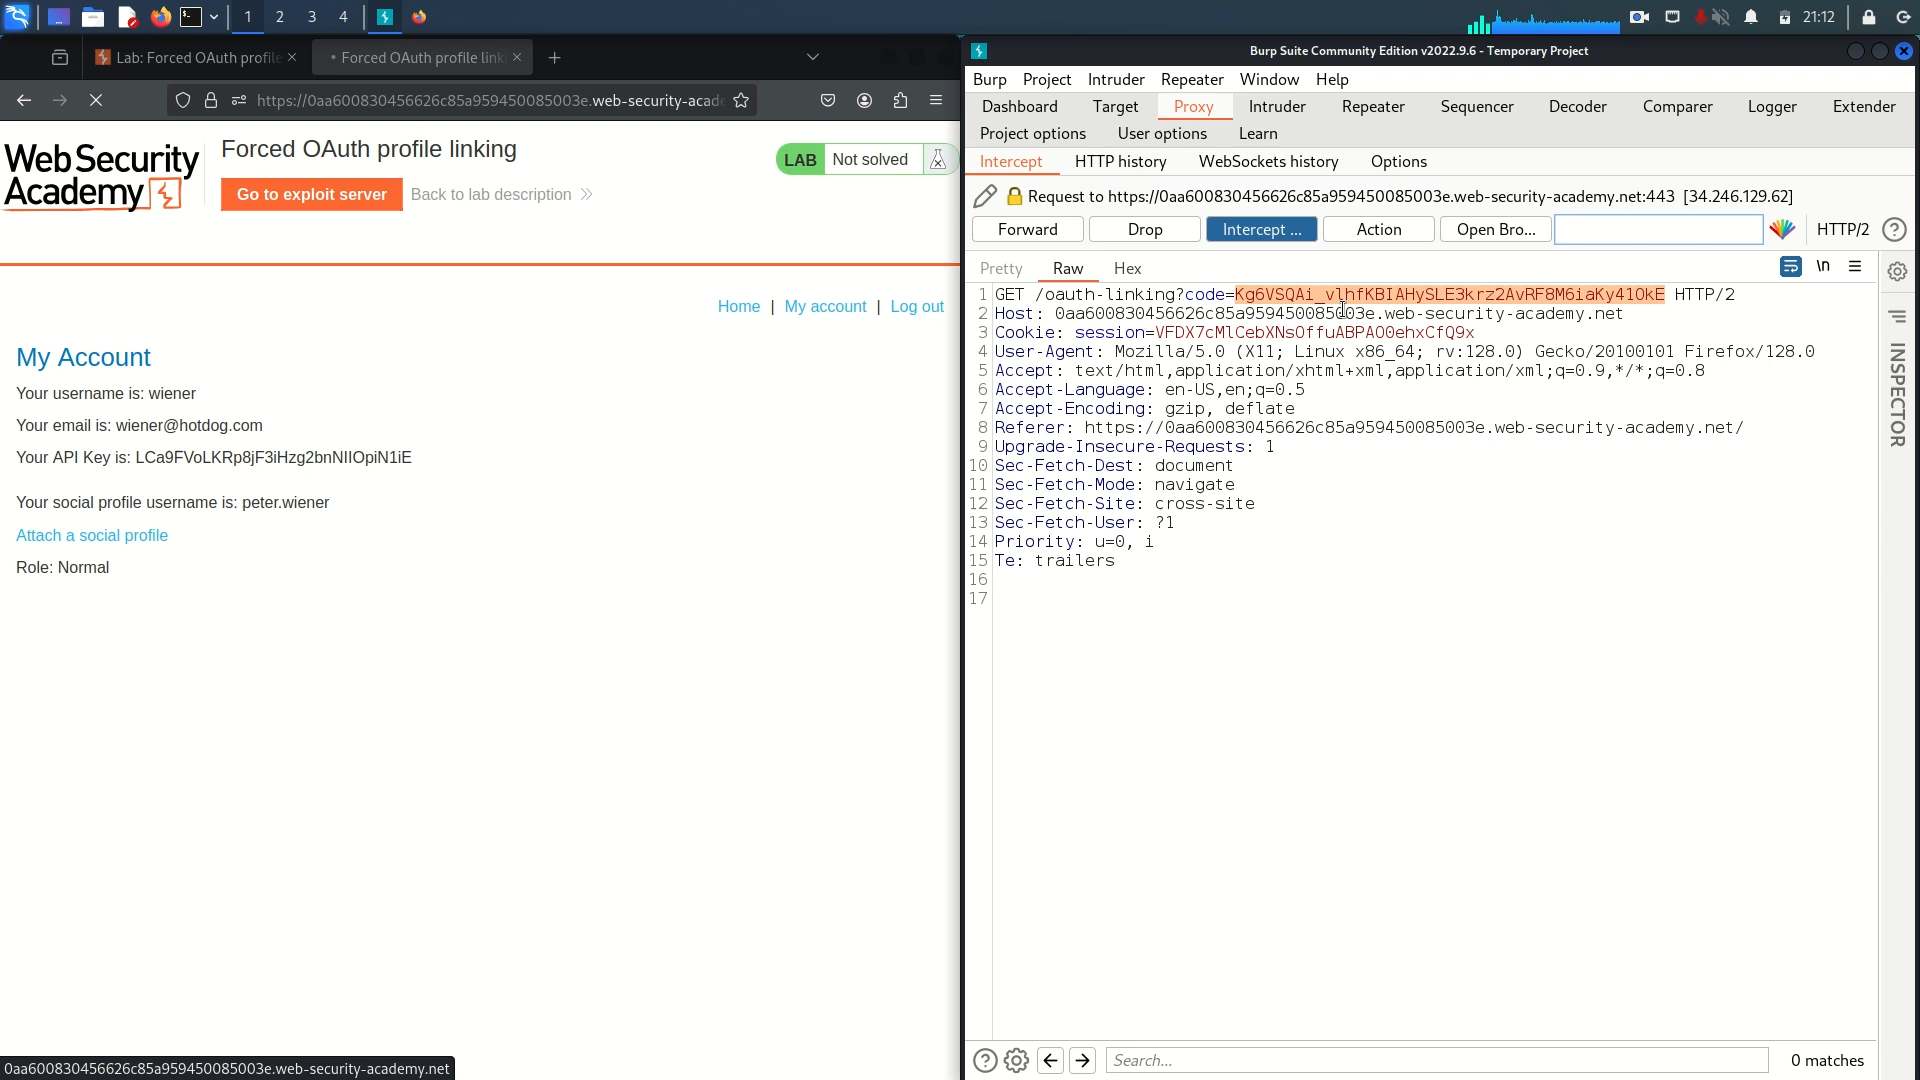 1 2 3 4
21:12
Lab: Forced OAuth profile
Forced OAuth profile link
https://0aa600830456626c85a959450085003e.web-security-acad
Web Security
Academy
Forced OAuth profile linking
Go to exploit server
Back to lab description
LAB Not solved
Home | My account | Log out
My Account
Your username is: wiener
Your email is: wiener@hotdog.com
Your API Key is: LCa9FVoLKRp8jF3iHzg2bnNIIOpiN1iE
Your social profile username is: peter.wiener
Attach a social profile
Role: Normal
0aa600830456626c85a959450085003e.web-security-academy.net
Burp Suite Community Edition v2022.9.6 - Temporary Project
Burp Project Intruder Repeater Window Help
Dashboard Target Proxy Intruder Repeater Sequencer Decoder Comparer Logger Extender
Project options User options Learn
Intercept HTTP history WebSockets history Options
Request to https://0aa600830456626c85a959450085003e.web-security-academy.net:443 [34.246.129.62]
Forward Drop Intercept ... Action Open Bro... HTTP/2
Pretty Raw Hex \n
1 GET /oauth-linking?code=Kg6VSQAi_vlhfKBIAHySLE3krz2AvRF8M6iaKy41OkE HTTP/2
2 Host: 0aa600830456626c85a959450085003e.web-security-academy.net
3 Cookie: session=VFDX7cMlCebXNsOffuABPAO0ehxCfQ9x
4 User-Agent: Mozilla/5.0 (X11; Linux x86_64; rv:128.0) Gecko/20100101 Firefox/128.0
5 Accept: text/html,application/xhtml+xml,application/xml;q=0.9,*/*;q=0.8
6 Accept-Language: en-US,en;q=0.5
7 Accept-Encoding: gzip, deflate
8 Referer: https://0aa600830456626c85a959450085003e.web-security-academy.net/
9 Upgrade-Insecure-Requests: 1
10 Sec-Fetch-Dest: document
11 Sec-Fetch-Mode: navigate
12 Sec-Fetch-Site: cross-site
13 Sec-Fetch-User: ?1
14 Priority: u=0, i
15 Te: trailers
16
17
INSPECTOR
Search...
0 matches